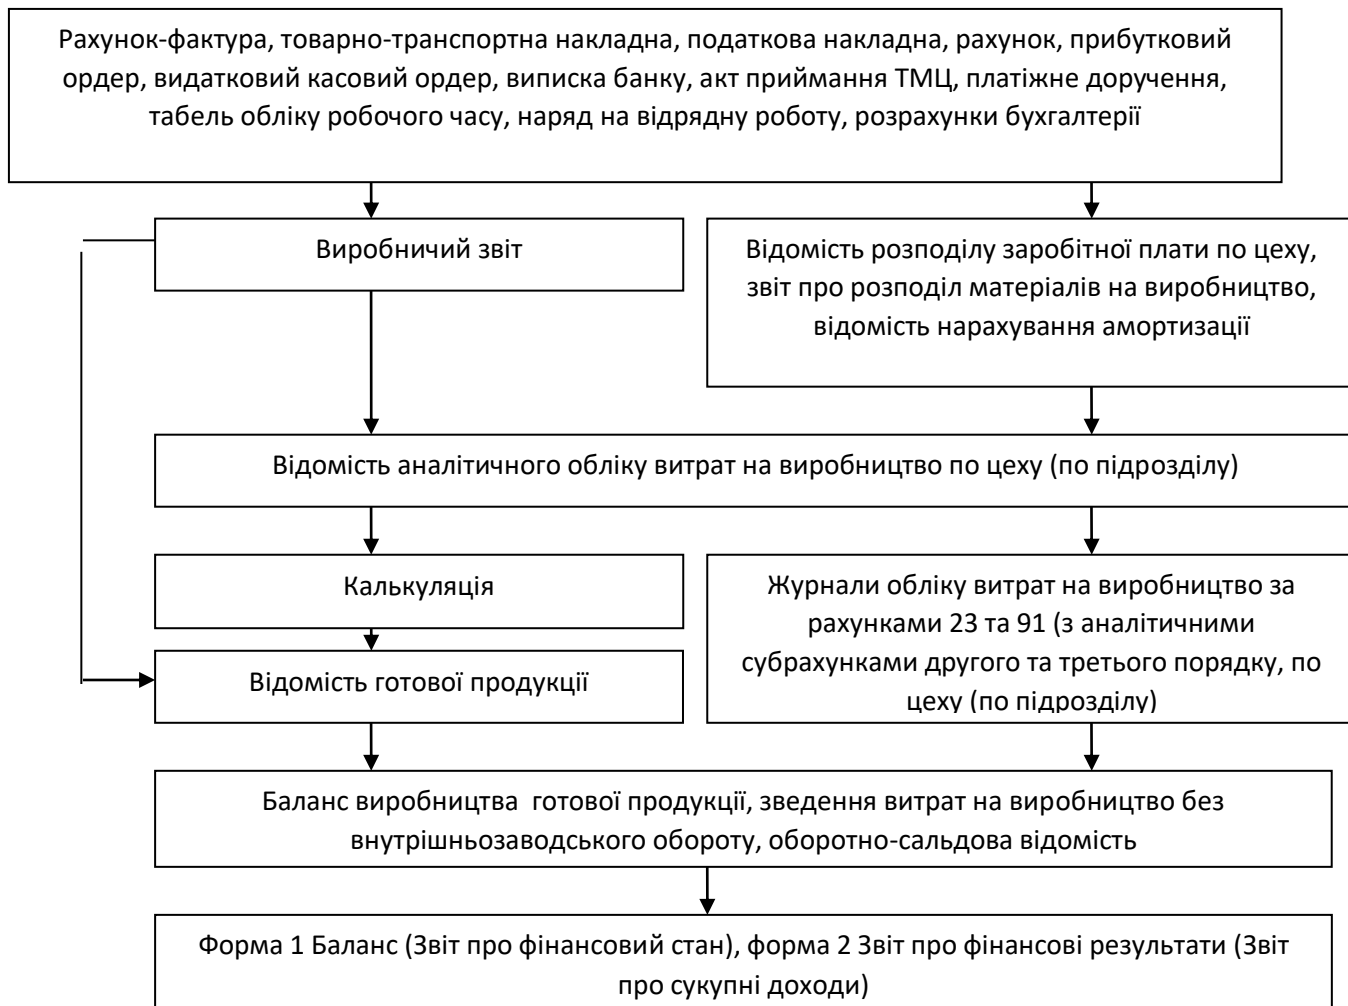 Рахунок-фактура, товарно-транспортна накладна, податкова накладна, рахунок, прибутковий
ордер, видатковий касовий ордер, виписка банку, акт приймання ТМЦ, платіжне доручення,
табель обліку робочого часу, наряд на відрядну роботу, розрахунки бухгалтерії
Виробничий звіт
Відомість розподілу заробітної плати по цеху,
звіт про розподіл матеріалів на виробництво,
відомість нарахування амортизації
Відомість аналітичного обліку витрат на виробництво по цеху (по підрозділу)
Калькуляція
Відомість готової продукції
Журнали обліку витрат на виробництво за
рахунками 23 та 91 (з аналітичними
субрахунками другого та третього порядку, по
цеху (по підрозділу)
Баланс виробництва готової продукції, зведення витрат на виробництво без
внутрішньозаводського обороту, оборотно-сальдова відомість
Форма 1 Баланс (Звіт про фінансовий стан), форма 2 Звіт про фінансові результати (Звіт
про сукупні доходи)